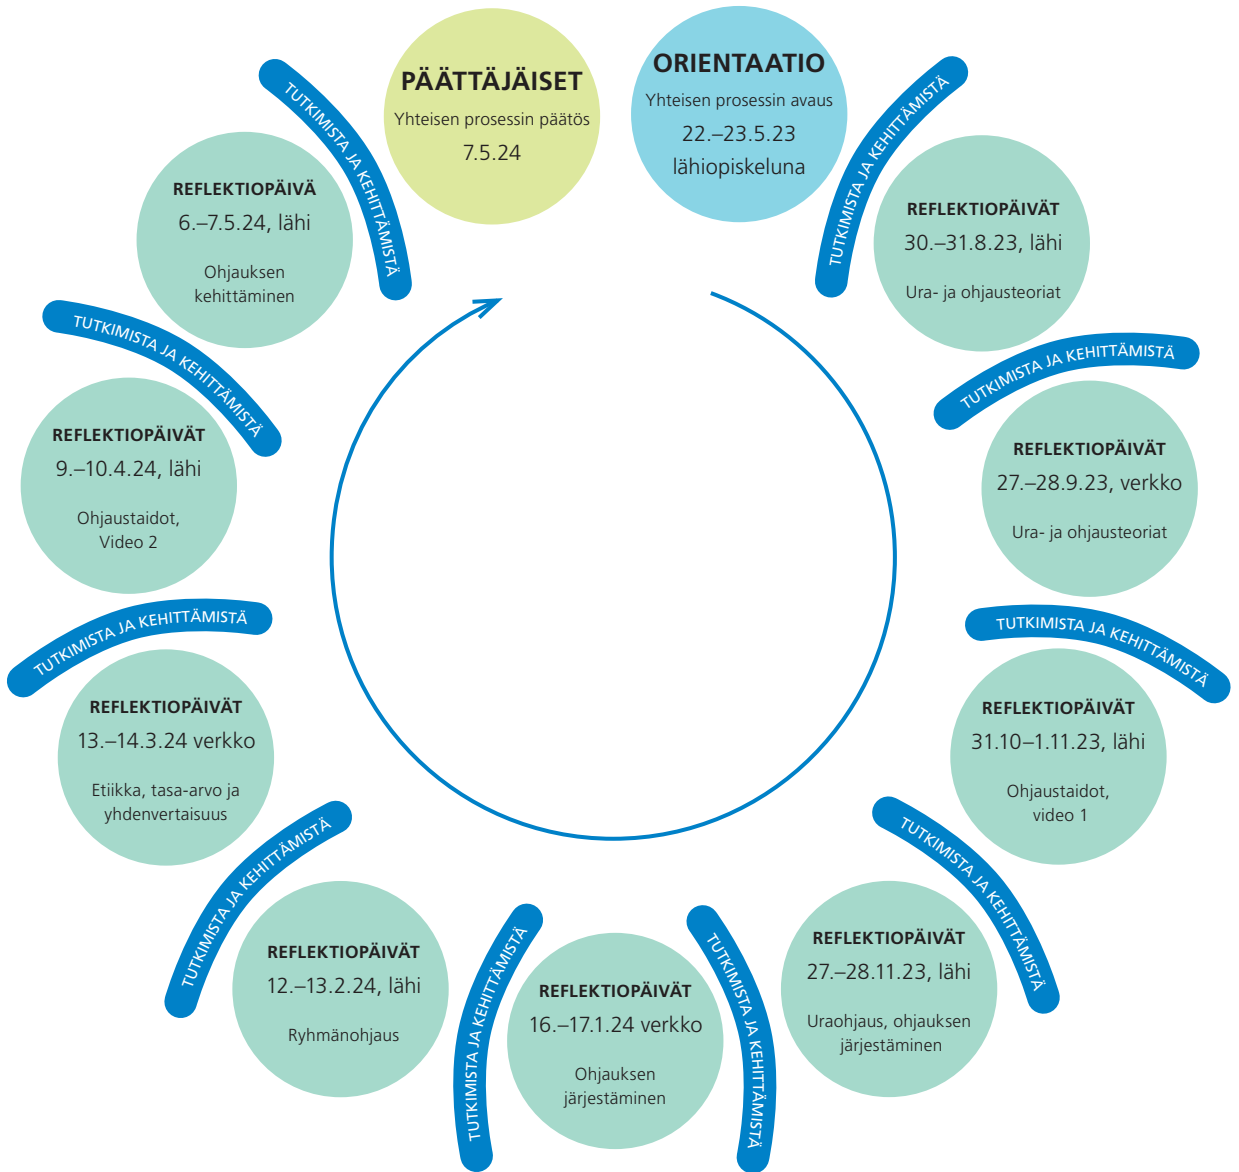 ORIENTAATIO
Yhteisen prosessin avaus
22.–23.5.23
lähiopiskeluna
TUTKIMISTA JA KEHITTÄMISTÄ
REFLEKTIOPÄIVÄT
30.–31.8.23, lähi
Ura- ja ohjausteoriat
TUTKIMISTA JA KEHITTÄMISTÄ
REFLEKTIOPÄIVÄT
27.–28.9.23, verkko
Ura- ja ohjausteoriat
TUTKIMISTA JA KEHITTÄMISTÄ
REFLEKTIOPÄIVÄT
31.10–1.11.23, lähi
Ohjaustaidot,
video 1
TUTKIMISTA JA KEHITTÄMISTÄ
REFLEKTIOPÄIVÄT
27.–28.11.23, lähi
Uraohjaus, ohjauksen
järjestäminen
TUTKIMISTA JA KEHITTÄMISTÄ
REFLEKTIOPÄIVÄT
16.–17.1.24 verkko
Ohjauksen
järjestäminen
TUTKIMISTA JA KEHITTÄMISTÄ
REFLEKTIOPÄIVÄT
12.–13.2.24, lähi
Ryhmänohjaus
TUTKIMISTA JA KEHITTÄMISTÄ
REFLEKTIOPÄIVÄT
13.–14.3.24 verkko
Etiikka, tasa-arvo ja
yhdenvertaisuus
TUTKIMISTA JA KEHITTÄMISTÄ
REFLEKTIOPÄIVÄT
9.–10.4.24, lähi
Ohjaustaidot,
Video 2
TUTKIMISTA JA KEHITTÄMISTÄ
REFLEKTIOPÄIVÄ
6.–7.5.24, lähi
Ohjauksen
kehittäminen
TUTKIMISTA JA KEHITTÄMISTÄ
PÄÄTTÄJÄISET
Yhteisen prosessin päätös
7.5.24